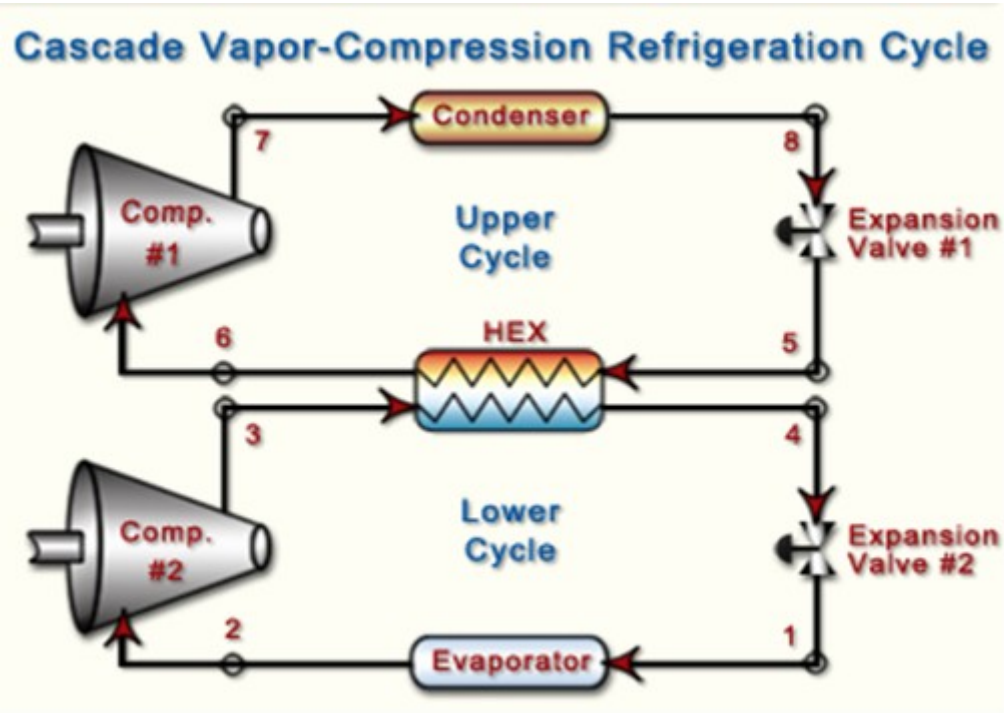 Cascade Vapor-Compression Refrigeration Cycle
Condenser
7
8
Comp.
#1
Upper
Cycle
Expansion
Valve #1
HEX
6
5
3
4
Comp.
#2
Lower
Cycle
Expansion
Valve #2
2
1
Evaporator